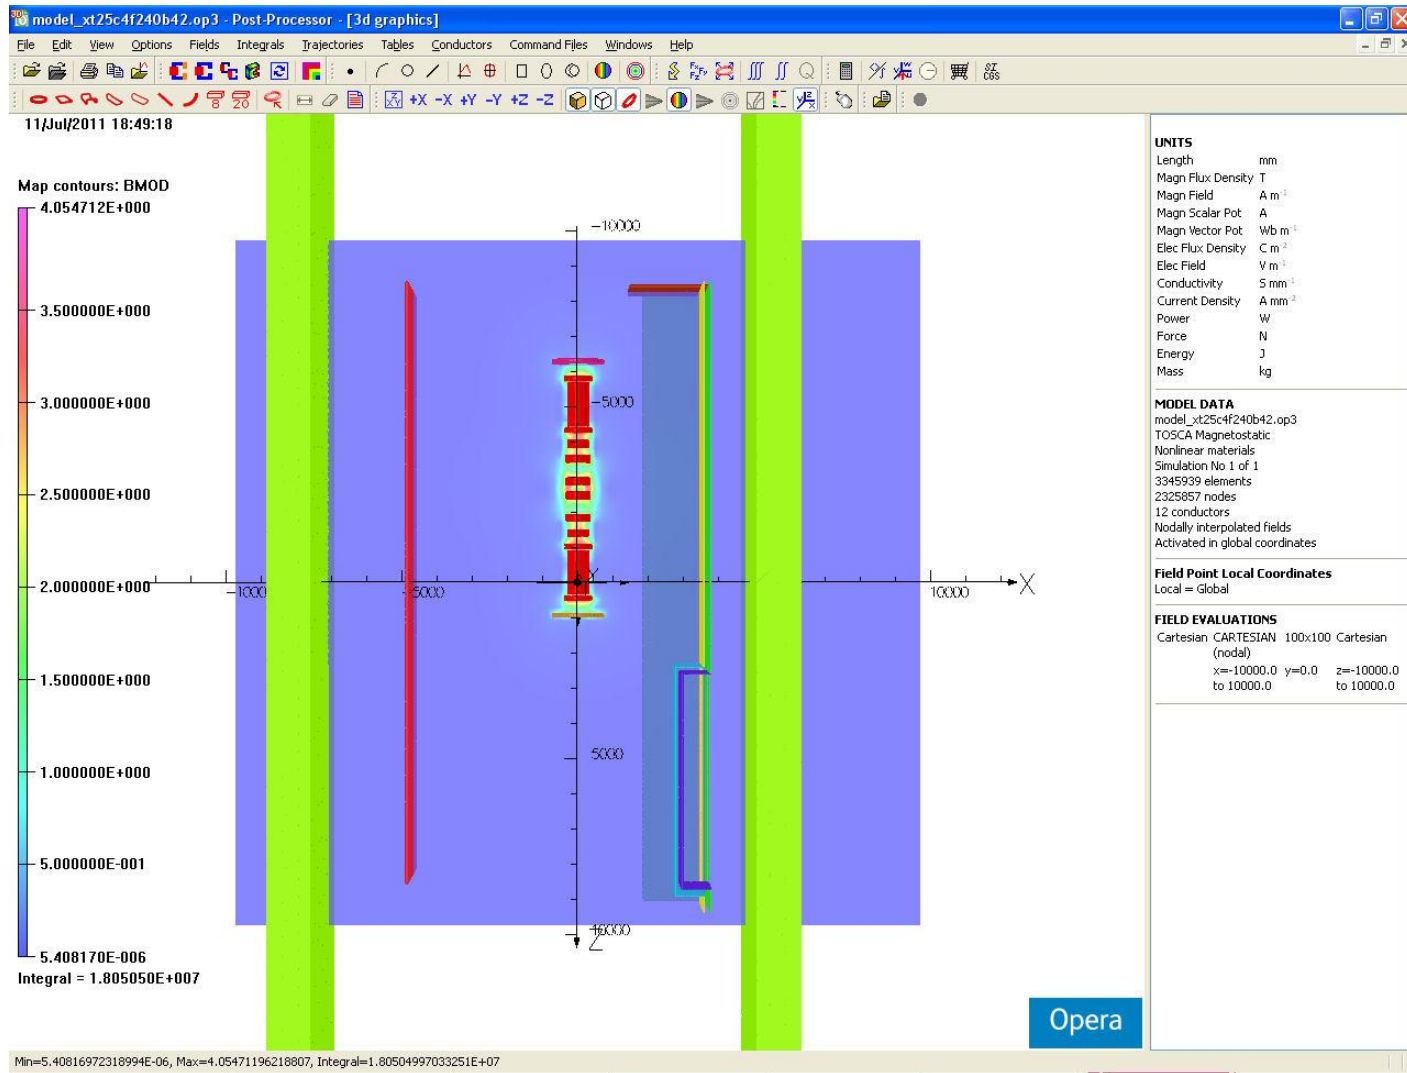 model_xt25c4f240b42.op3 - Post-Processor - [3d graphics]
File Edit View Options Fields Integrals Trajectories Tables Conductors Command Files Windows Help
+X -X +Y -Y +Z -Z
11/Jul/2011 18:49:18
Map contours: BMOD
4.054712E+000
3.500000E+000
3.000000E+000
2.500000E+000
2.000000E+000
1.500000E+000
1.000000E+000
5.000000E-001
5.408170E-006
Integral = 1.805050E+007
-10000
-5000
5000
10000
Z
-1000
-5000
10000
X
Y
UNITS
Length mm
Magn Flux Density T
Magn Field A m⁻¹
Magn Scalar Pot A
Magn Vector Pot Wb m⁻¹
Elec Flux Density C m⁻²
Elec Field V m⁻¹
Conductivity S mm⁻¹
Current Density A mm⁻²
Power W
Force N
Energy J
Mass kg
MODEL DATA
model_xt25c4f240b42.op3
TOSCA Magnetostatic
Nonlinear materials
Simulation No 1 of 1
3345939 elements
2325857 nodes
12 conductors
Nodally interpolated fields
Activated in global coordinates
Field Point Local Coordinates
Local = Global
FIELD EVALUATIONS
Cartesian CARTESIAN 100x100 Cartesian
(nodal)
x=-10000.0 y=0.0 z=-10000.0
to 10000.0 to 10000.0
Opera
Min=5.40816972318994E-06, Max=4.05471196218807, Integral=1.80504997033251E+07